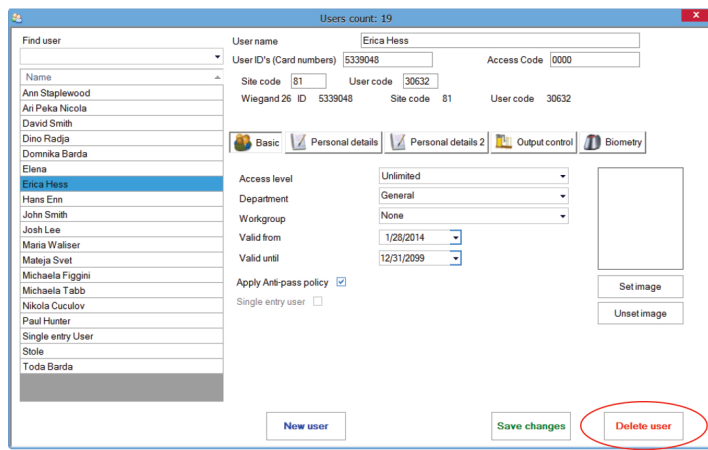 Users count: 19
x
Find user
Name
Ann Staplewood
Ari Peka Nicola
David Smith
Dino Radja
Domnika Barda
Elena
Erica Hess
Hans Enn
John Smith
Josh Lee
Maria Waliser
Mateja Svet
Michaela Figgini
Michaela Tabb
Nikola Cuculov
Paul Hunter
Single entry User
Stole
Toda Barda
User name Erica Hess
User ID's (Card numbers) 5339048 Access Code 0000
Site code 81 User code 30632
Wiegand 26 ID 5339048 Site code 81 User code 30632
Basic Personal details Personal details 2 Output control Biometry
Access level Unlimited
Department General
Workgroup None
Valid from 1/28/2014
Valid until 12/31/2099
Apply Anti-pass policy
Single entry user
Set image
Unset image
New user Save changes Delete user